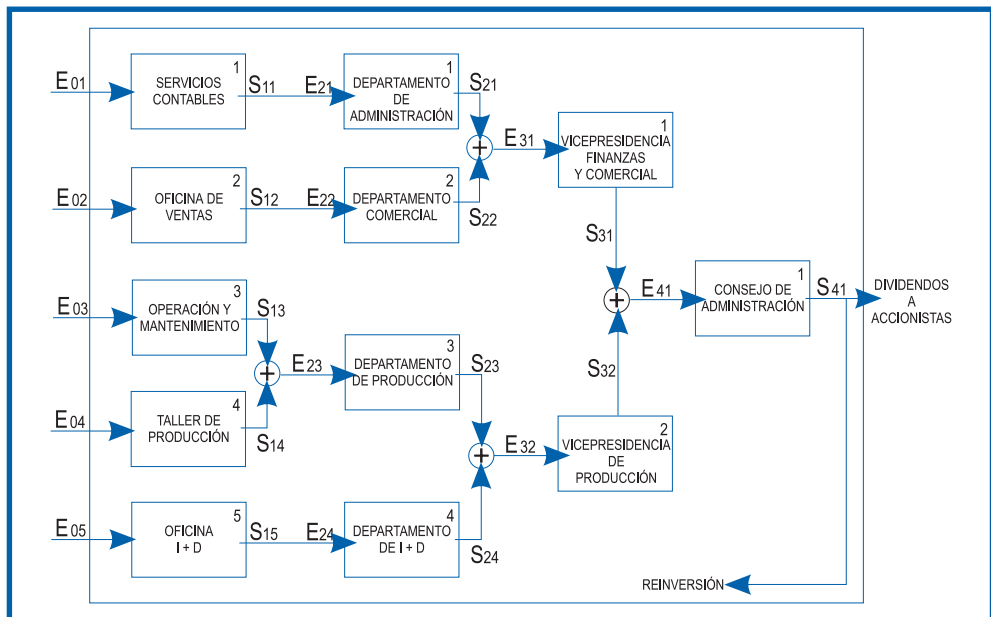 E01
1
SERVICIOS
CONTABLES
S11
E21
1
DEPARTAMENTO
DE
ADMINISTRACIÓN
S21
+
E31
1
VICEPRESIDENCIA
FINANZAS
Y COMERCIAL
E02
2
OFICINA DE
VENTAS
S12
E22
2
DEPARTAMENTO
COMERCIAL
S22
S31
E03
3
OPERACIÓN Y
MANTENIMIENTO
S13
+
E23
3
DEPARTAMENTO
DE PRODUCCIÓN
S23
+
E41
1
CONSEJO DE
ADMINISTRACIÓN
S41
DIVIDENDOS
A
ACCIONISTAS
S32
E04
4
TALLER DE
PRODUCCIÓN
S14
+
E32
2
VICEPRESIDENCIA
DE
PRODUCCIÓN
E05
5
OFICINA
I + D
S15
E24
4
DEPARTAMENTO
DE I + D
S24
REINVERSIÓN